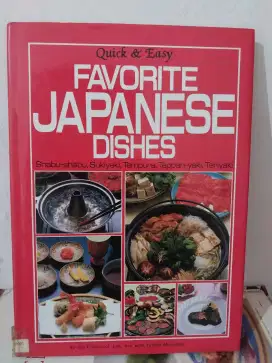 Quick & Easy
FAVORITE
JAPANESE
DISHES
Shabu-shabu, Sukiyaki, Tempura, Teppan-yaki, Teriyaki